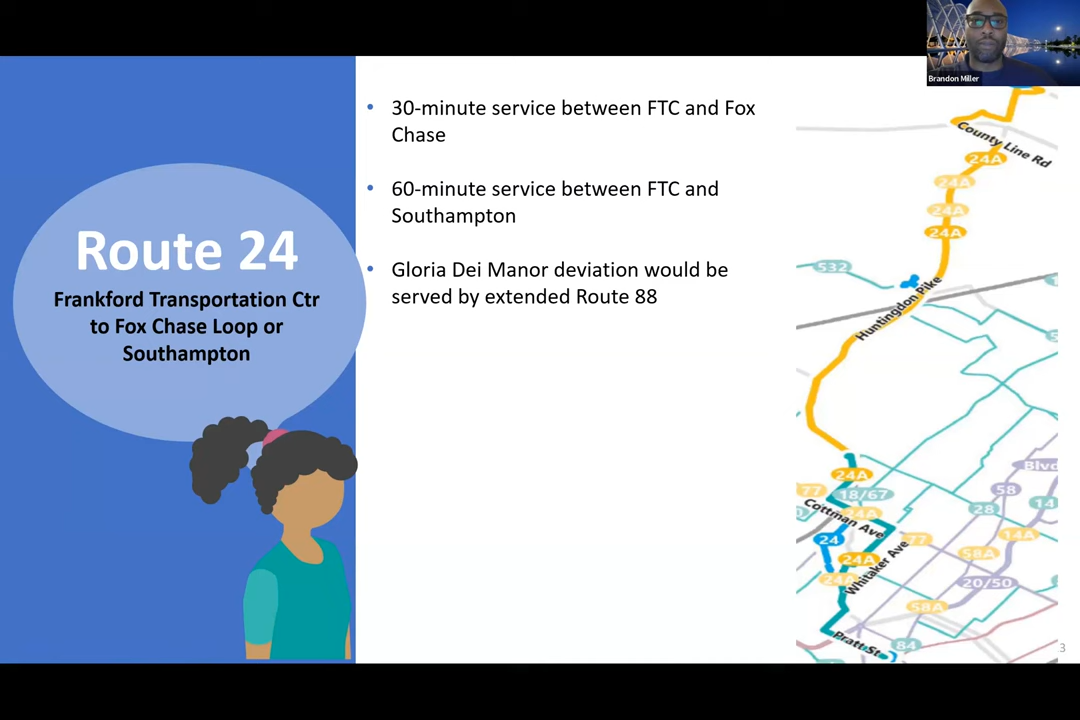 Brandon Miller
Route 24
Frankford Transportation Ctr
to Fox Chase Loop or
Southampton
• 30-minute service between FTC and Fox
Chase
• 60-minute service between FTC and
Southampton
• Gloria Dei Manor deviation would be
served by extended Route 88
County Line Rd
24A
24A
24A
24A
532
Huntingdon Pike
Blvd
24A
77
18/67
58
14
24A
28
Cottman Ave
24
77
14A
24A
58A
24A
Whitaker Ave
20/50
58A
Pratt St
84
3